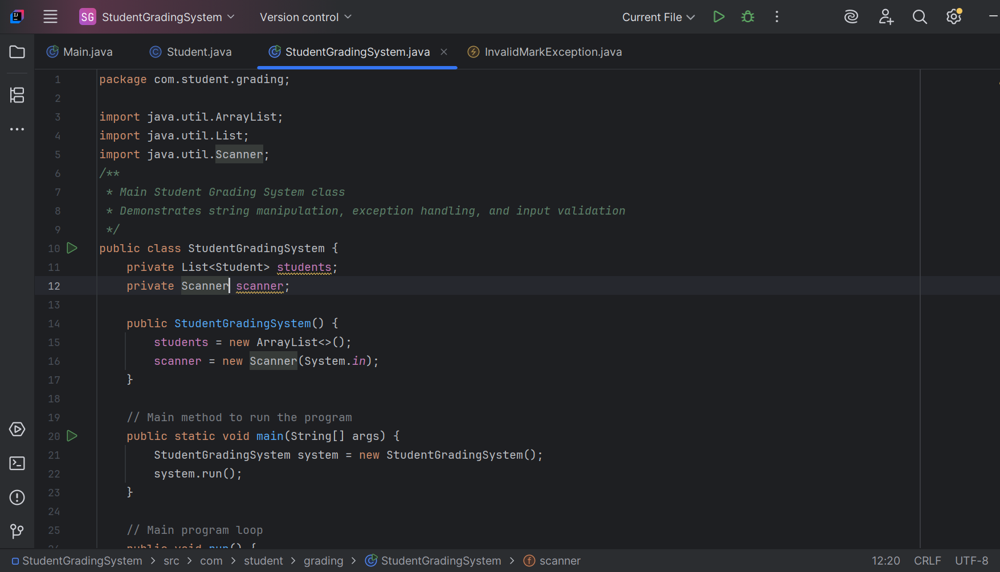 SG StudentGradingSystem Version control Current File
Main.java Student.java StudentGradingSystem.java InvalidMarkException.java
1 package com.student.grading;
2
3 import java.util.ArrayList;
4 import java.util.List;
5 import java.util.Scanner;
6 /**
7 * Main Student Grading System class
8 * Demonstrates string manipulation, exception handling, and input validation
9 */
10 public class StudentGradingSystem {
11 private List<Student> students;
12 private Scanner scanner;
13
14 public StudentGradingSystem() {
15 students = new ArrayList<>();
16 scanner = new Scanner(System.in);
17 }
18
19 // Main method to run the program
20 public static void main(String[] args) {
21 StudentGradingSystem system = new StudentGradingSystem();
22 system.run();
23 }
24
25 // Main program loop
26 public void run() {
StudentGradingSystem > src > com > student > grading > StudentGradingSystem > f scanner 12:20 CRLF UTF-8